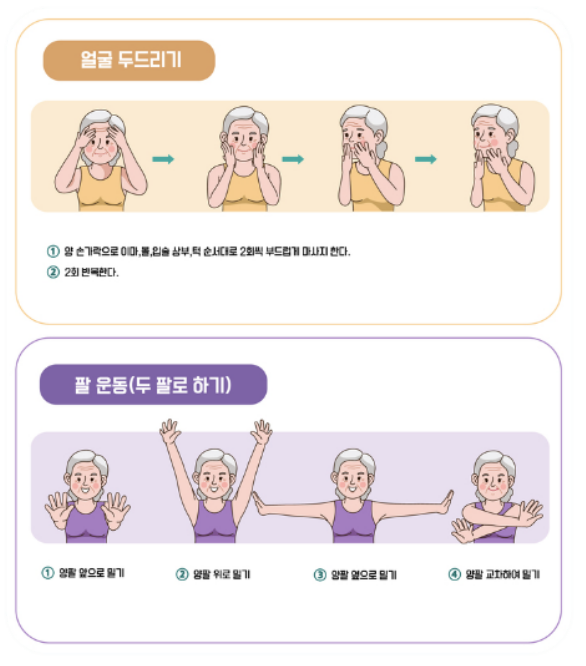 얼굴 두드리기
① 양 손가락으로 이마,볼,입술 상부,턱 순서대로 2회씩 부드럽게 마사지 한다.
② 2회 반복한다.
팔 운동(두 팔로 하기)
① 양팔 앞으로 밀기
② 양팔 위로 밀기
③ 양팔 옆으로 밀기
④ 양팔 교차하여 밀기